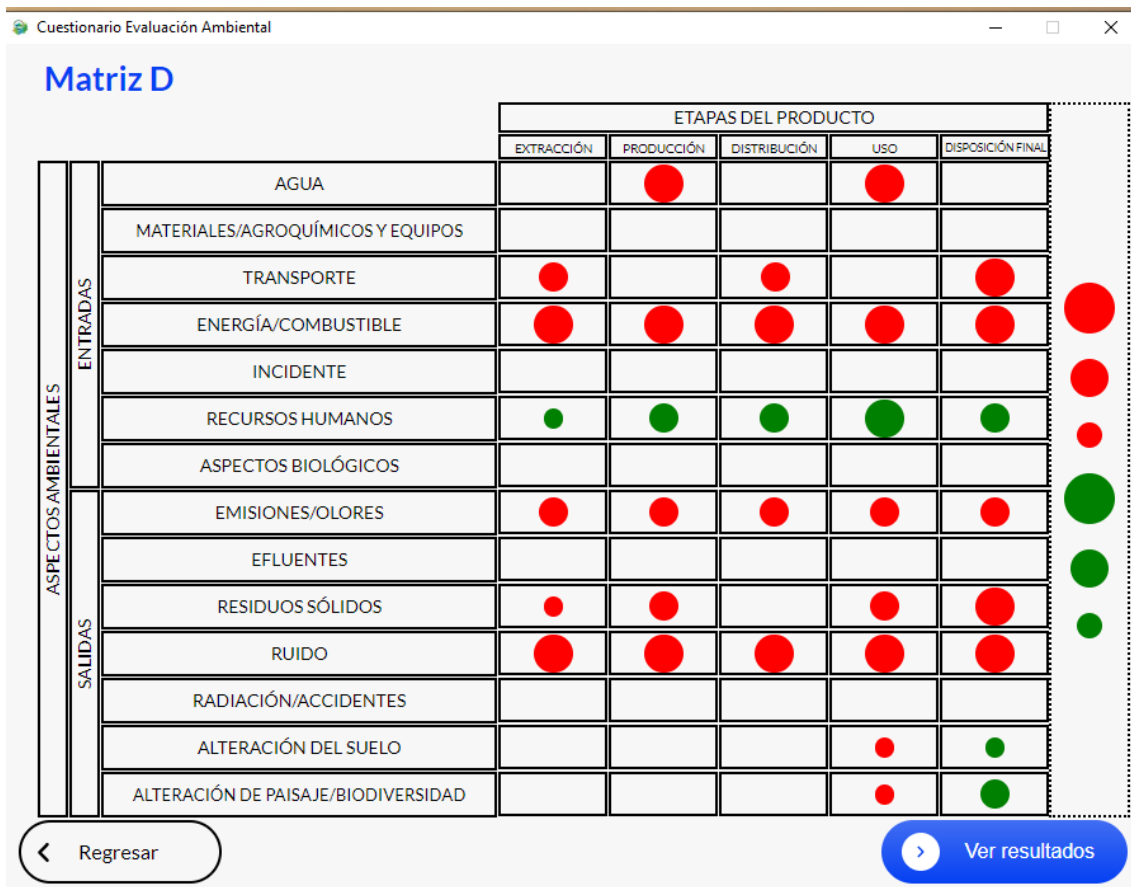 Cuestionario Evaluación Ambiental
Matriz D
ETAPAS DEL PRODUCTO
EXTRACCIÓN PRODUCCIÓN DISTRIBUCIÓN USO DISPOSICIÓN FINAL
ASPECTOS AMBIENTALES
ENTRADAS
AGUA
MATERIALES/AGROQUÍMICOS Y EQUIPOS
TRANSPORTE
ENERGÍA/COMBUSTIBLE
INCIDENTE
RECURSOS HUMANOS
ASPECTOS BIOLÓGICOS
SALIDAS
EMISIONES/OLORES
EFLUENTES
RESIDUOS SÓLIDOS
RUIDO
RADIACIÓN/ACCIDENTES
ALTERACIÓN DEL SUELO
ALTERACIÓN DE PAISAJE/BIODIVERSIDAD
Regresar
Ver resultados